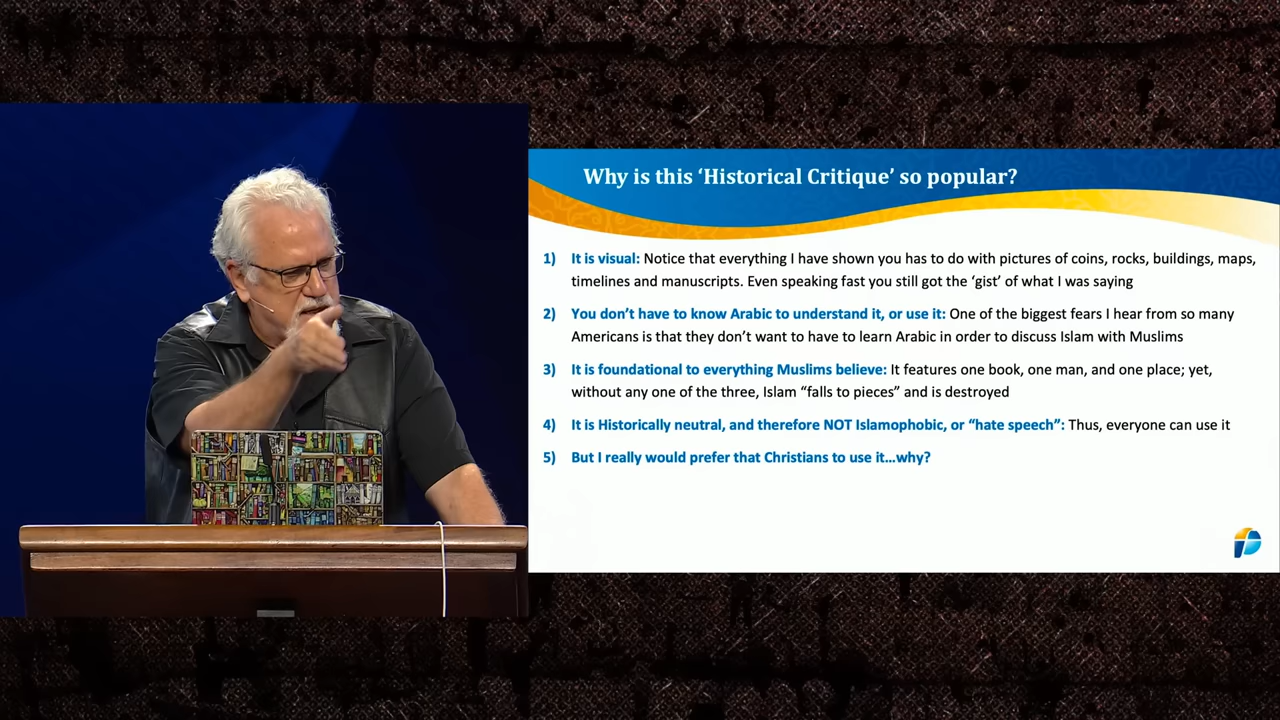 Why is this ‘Historical Critique’ so popular?
1) It is visual: Notice that everything I have shown you has to do with pictures of coins, rocks, buildings, maps,
timelines and manuscripts. Even speaking fast you still got the ‘gist’ of what I was saying
2) You don’t have to know Arabic to understand it, or use it: One of the biggest fears I hear from so many
Americans is that they don’t want to have to learn Arabic in order to discuss Islam with Muslims
3) It is foundational to everything Muslims believe: It features one book, one man, and one place; yet,
without any one of the three, Islam “falls to pieces” and is destroyed
4) It is Historically neutral, and therefore NOT Islamophobic, or “hate speech”: Thus, everyone can use it
5) But I really would prefer that Christians to use it…why?